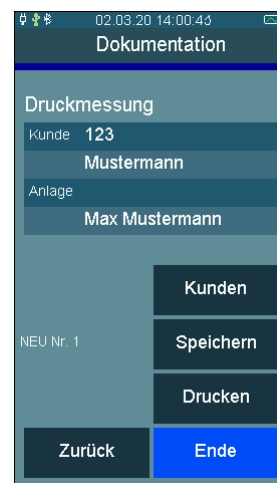 02.03.20 14:00:43
Dokumentation
Druckmessung
Kunde 123
Mustermann
Anlage
Max Mustermann
Kunden
NEU Nr. 1 Speichern
Drucken
Zurück Ende